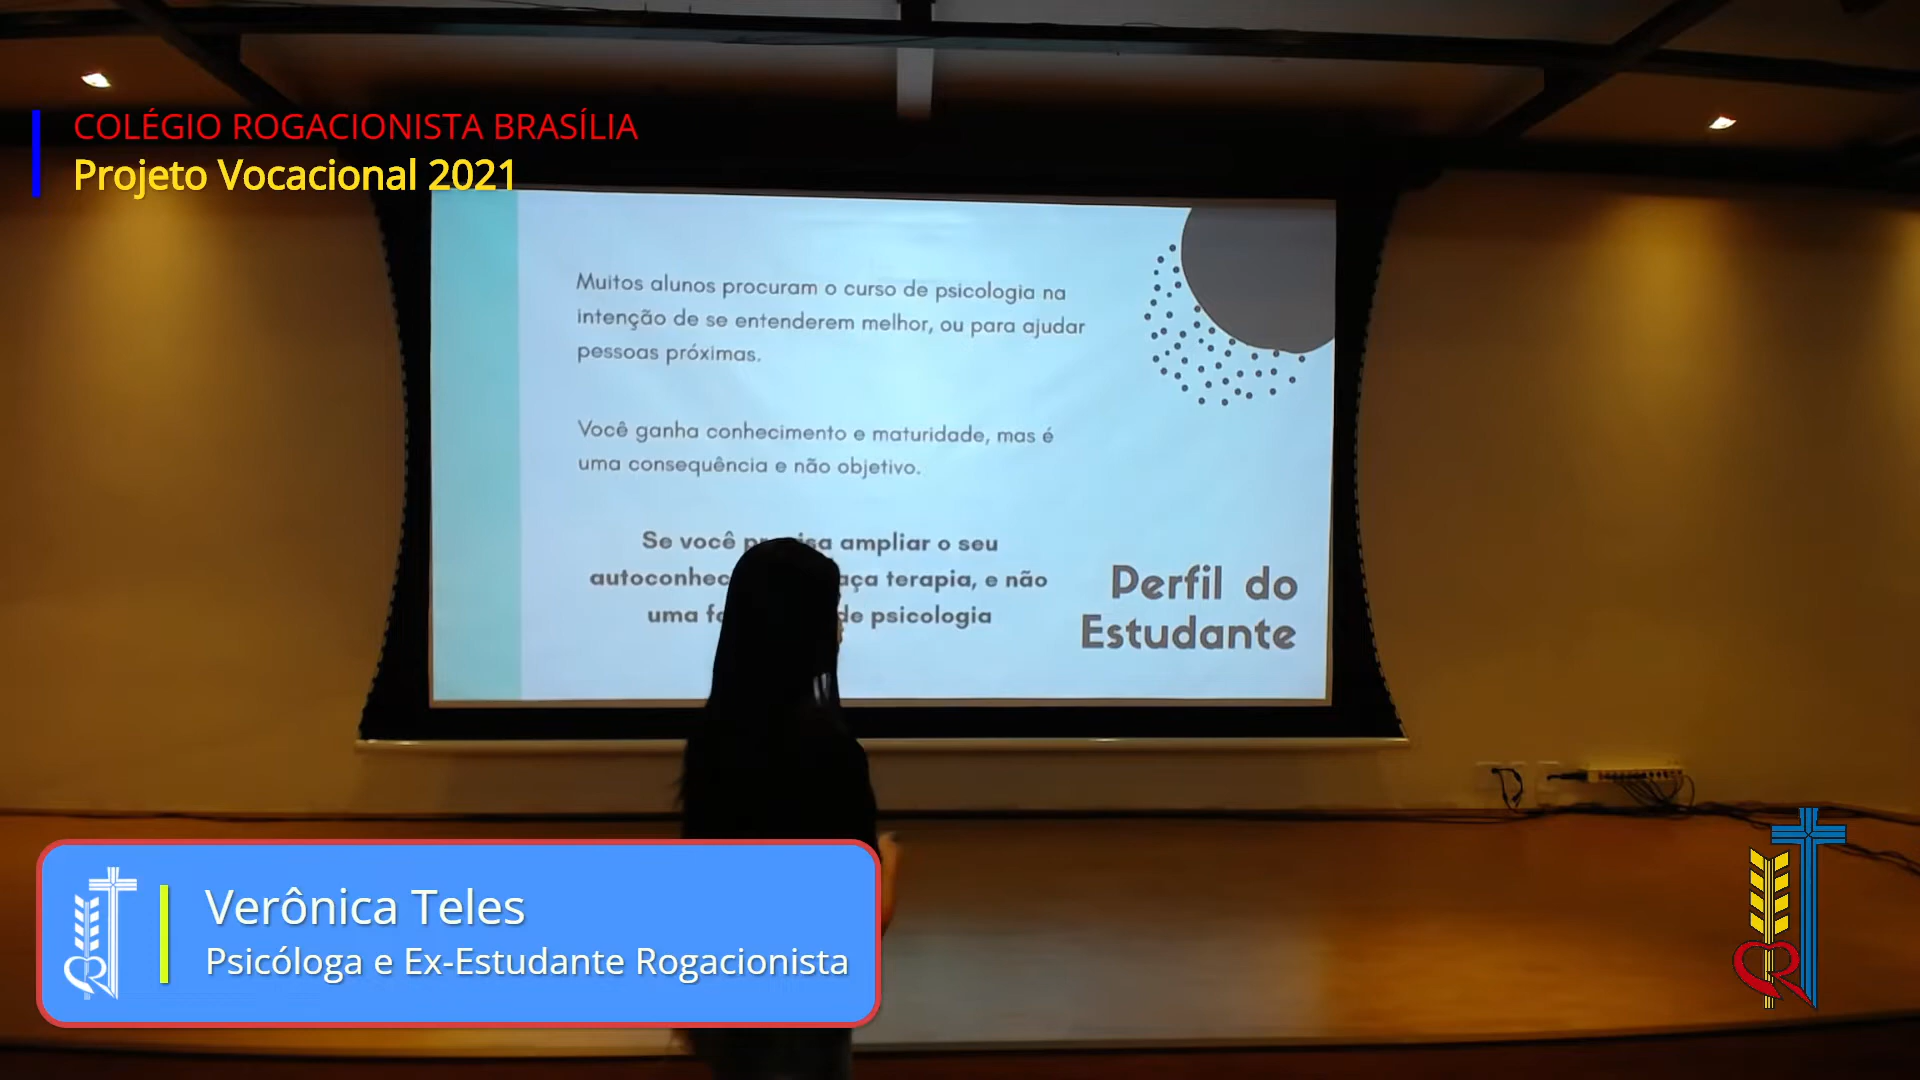 COLÉGIO ROGACIONISTA BRASÍLIA
Projeto Vocacional 2021
Muitos alunos procuram o curso de psicologia na
intenção de se entenderem melhor, ou para ajudar
pessoas próximas.
Você ganha conhecimento e maturidade, mas é
uma consequência e não objetivo.
Se você ampliar o seu
terapia, e não
uma de psicologia
Perfil do
Estudante
Verônica Teles
Psicóloga e Ex-Estudante Rogacionista